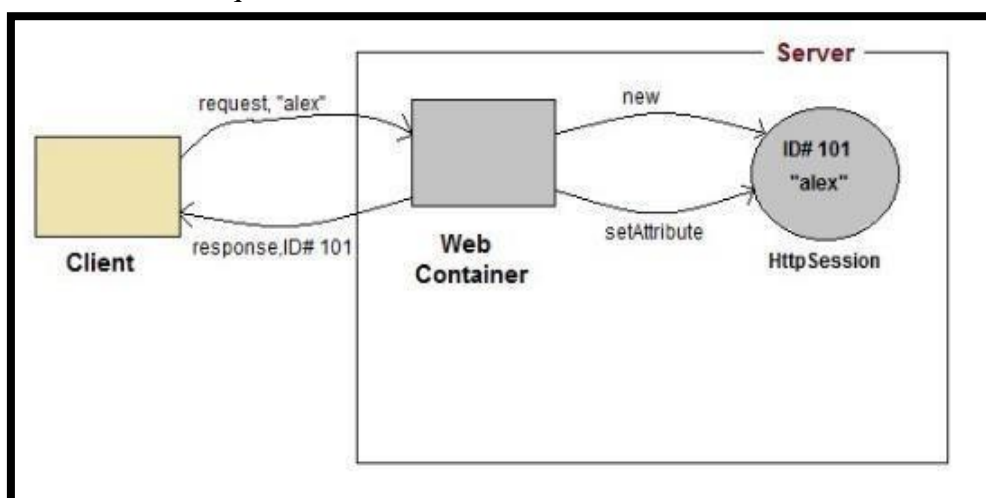 Server
request, "alex"
new
ID# 101
"alex"
response,ID# 101
setAttribute
Client
Web
Container
HttpSession